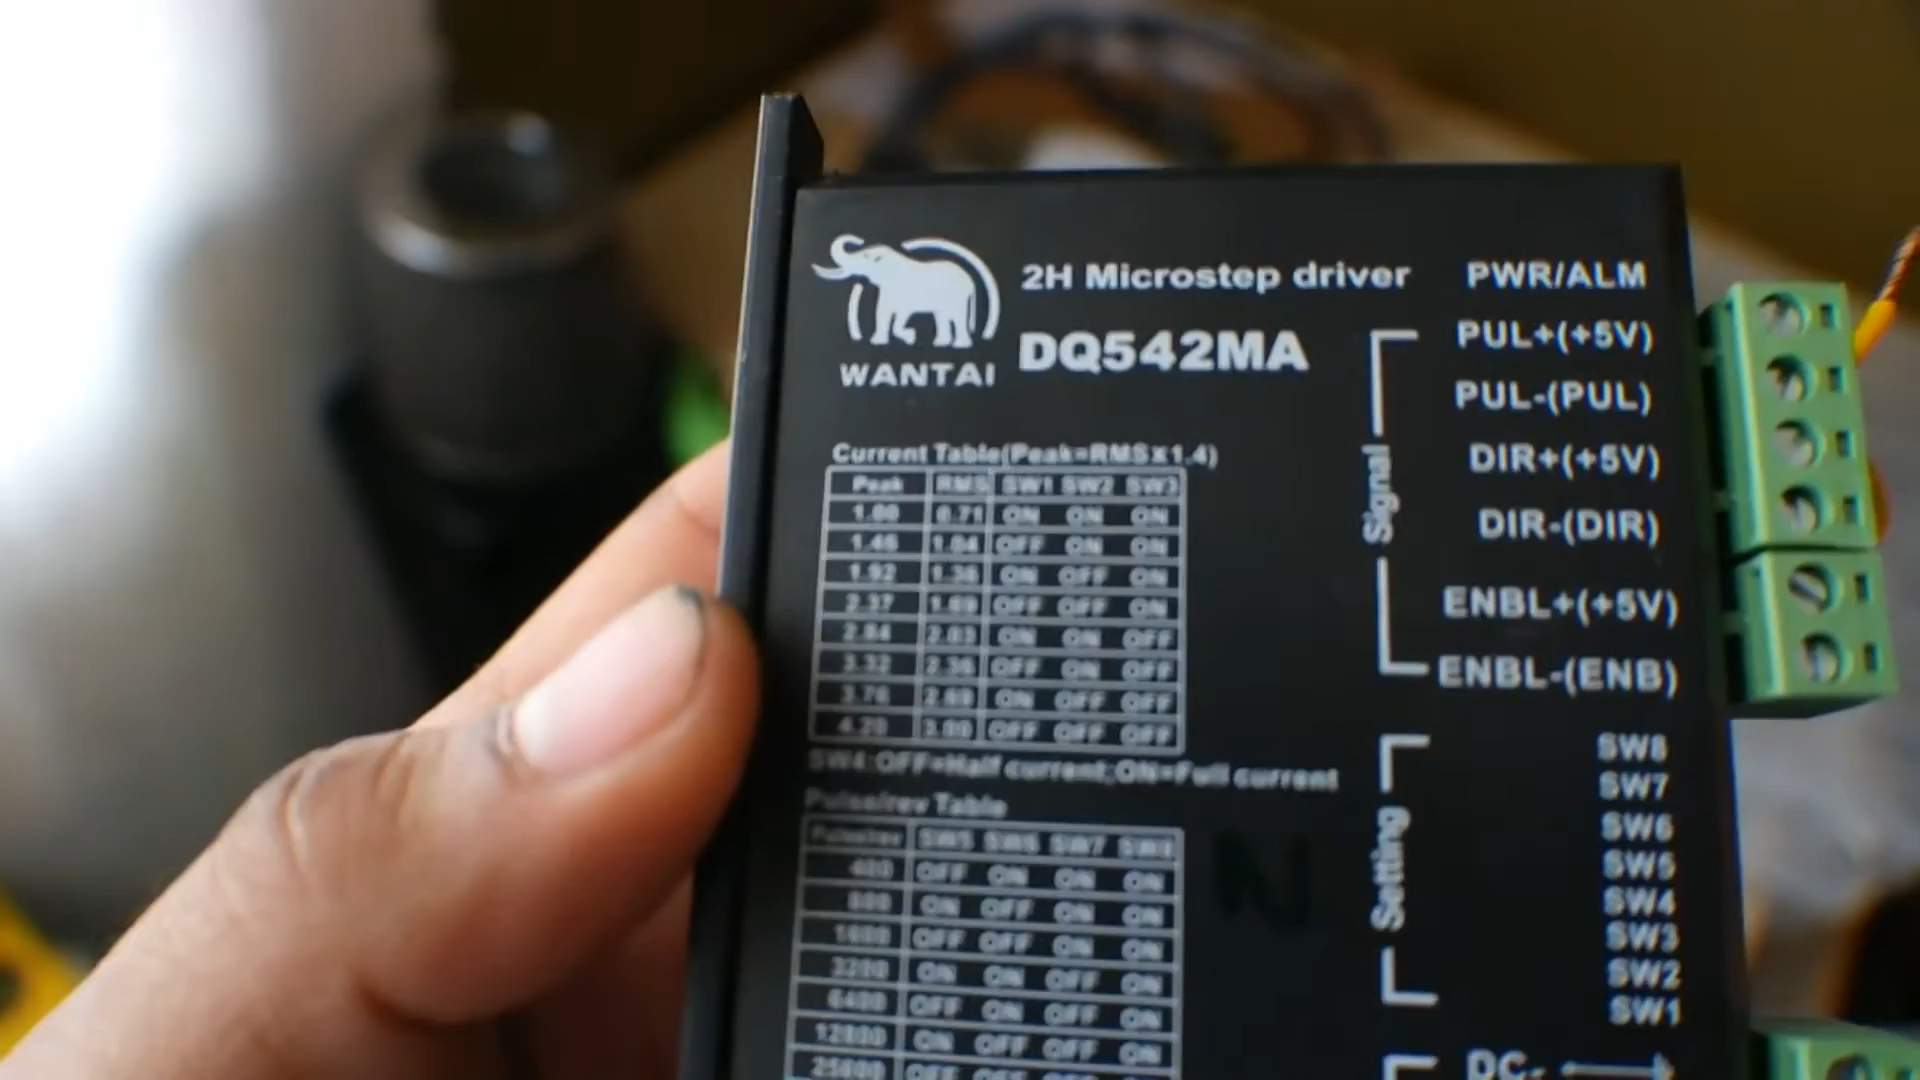 2H Microstep driver
DQ542MA
WANTAI
Current Table(Peak=RMSx1.4)
Peak RMS SW1 SW2 SW3
1.00 0.71 ON ON ON
1.46 1.04 OFF ON ON
1.92 1.36 ON OFF ON
2.37 1.69 OFF OFF ON
2.84 2.03 ON ON OFF
3.32 2.36 OFF ON OFF
3.76 2.69 ON OFF OFF
4.20 3.00 OFF OFF OFF
SW4:OFF=Half current;ON=Full current
Pulse/rev Table
Pulse/rev SW5 SW6 SW7 SW8
400 OFF ON ON ON
800 ON OFF ON ON
1600 OFF OFF ON ON
3200 ON ON OFF ON
6400 OFF ON OFF ON
12800 ON OFF OFF ON
25600 OFF OFF OFF ON
PWR/ALM
Signal
PUL+(+5V)
PUL-(PUL)
DIR+(+5V)
DIR-(DIR)
ENBL+(+5V)
ENBL-(ENB)
Setting
SW8
SW7
SW6
SW5
SW4
SW3
SW2
SW1
DC-
N